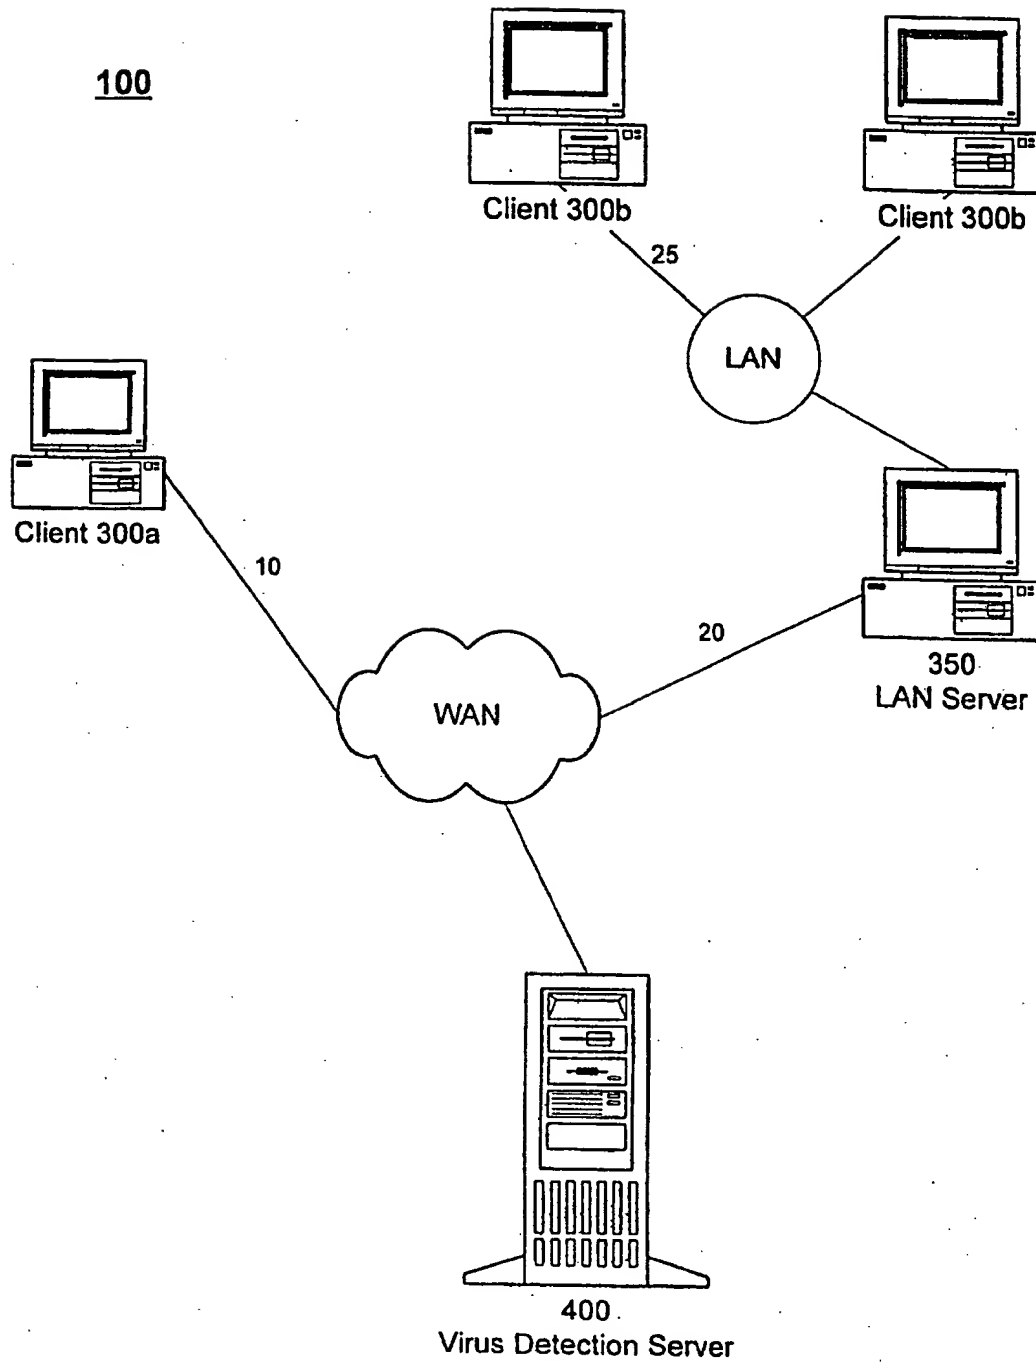 100
Client 300b
Client 300b
25
LAN
Client 300a
10
20
350
LAN Server
WAN
400
Virus Detection Server